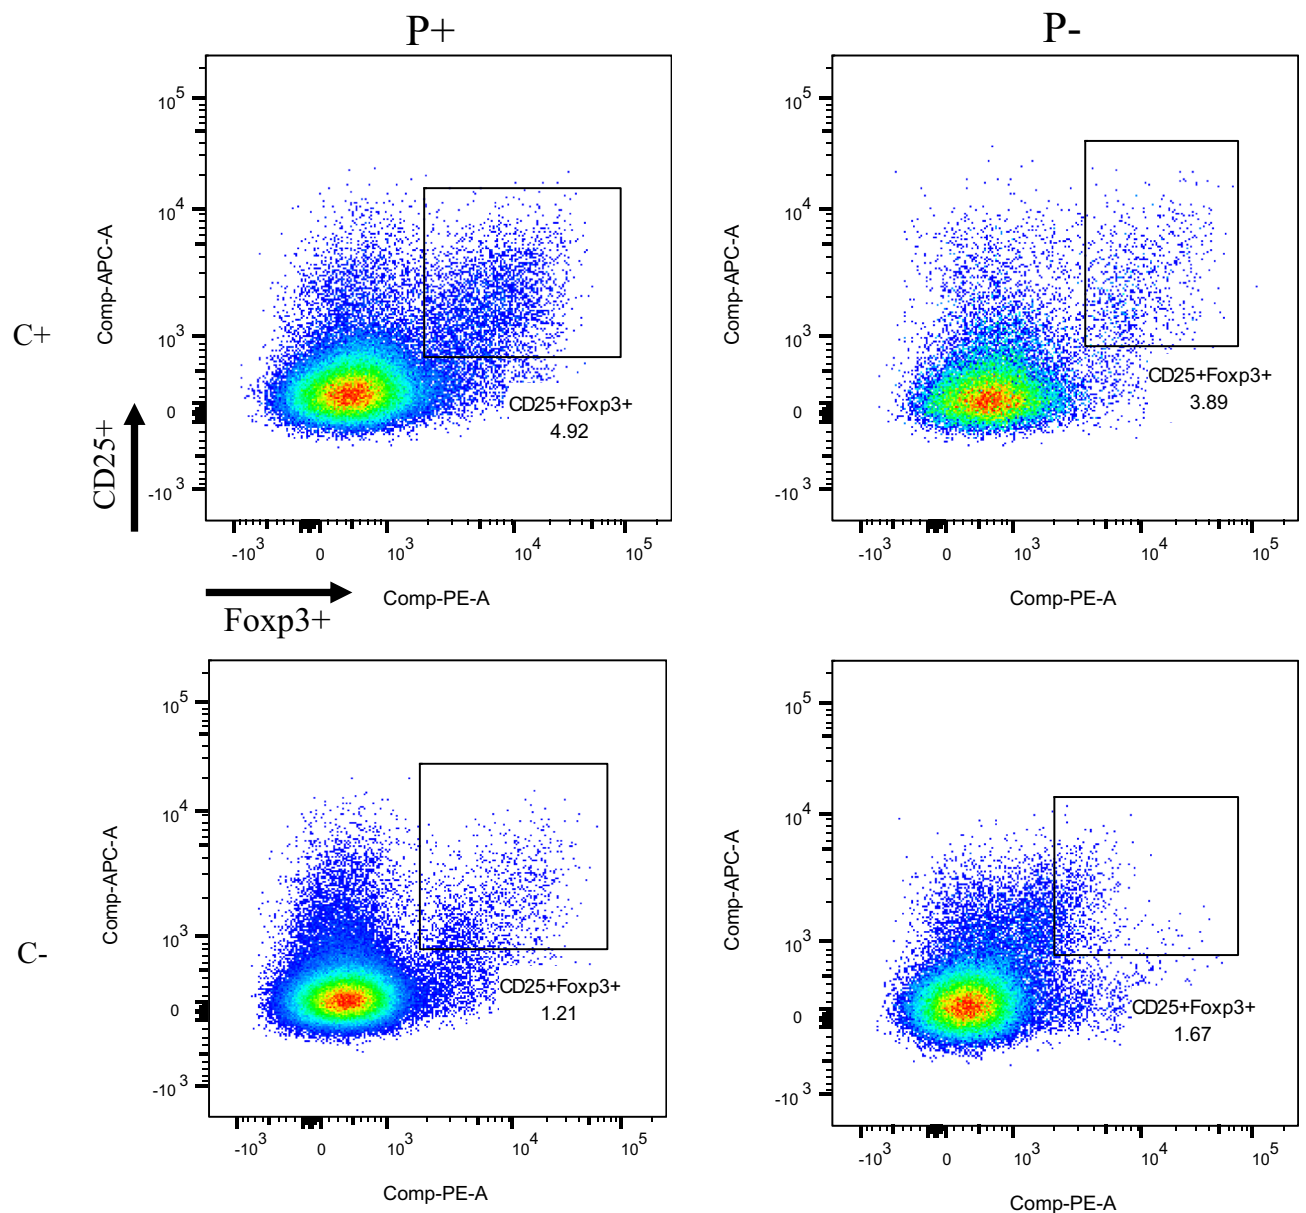 P+
P-
10^5
10^4
10^3
0
-10^3
Comp-APC-A
-10^3
0
10^3
10^4
10^5
Comp-PE-A
CD25+Foxp3+
4.92
10^5
10^4
10^3
0
-10^3
Comp-APC-A
-10^3
0
10^3
10^4
10^5
Comp-PE-A
CD25+Foxp3+
3.89
C+
CD25+
Foxp3+
10^5
10^4
10^3
0
-10^3
Comp-APC-A
-10^3
0
10^3
10^4
10^5
Comp-PE-A
CD25+Foxp3+
1.21
10^5
10^4
10^3
0
-10^3
Comp-APC-A
-10^3
0
10^3
10^4
10^5
Comp-PE-A
CD25+Foxp3+
1.67
C-